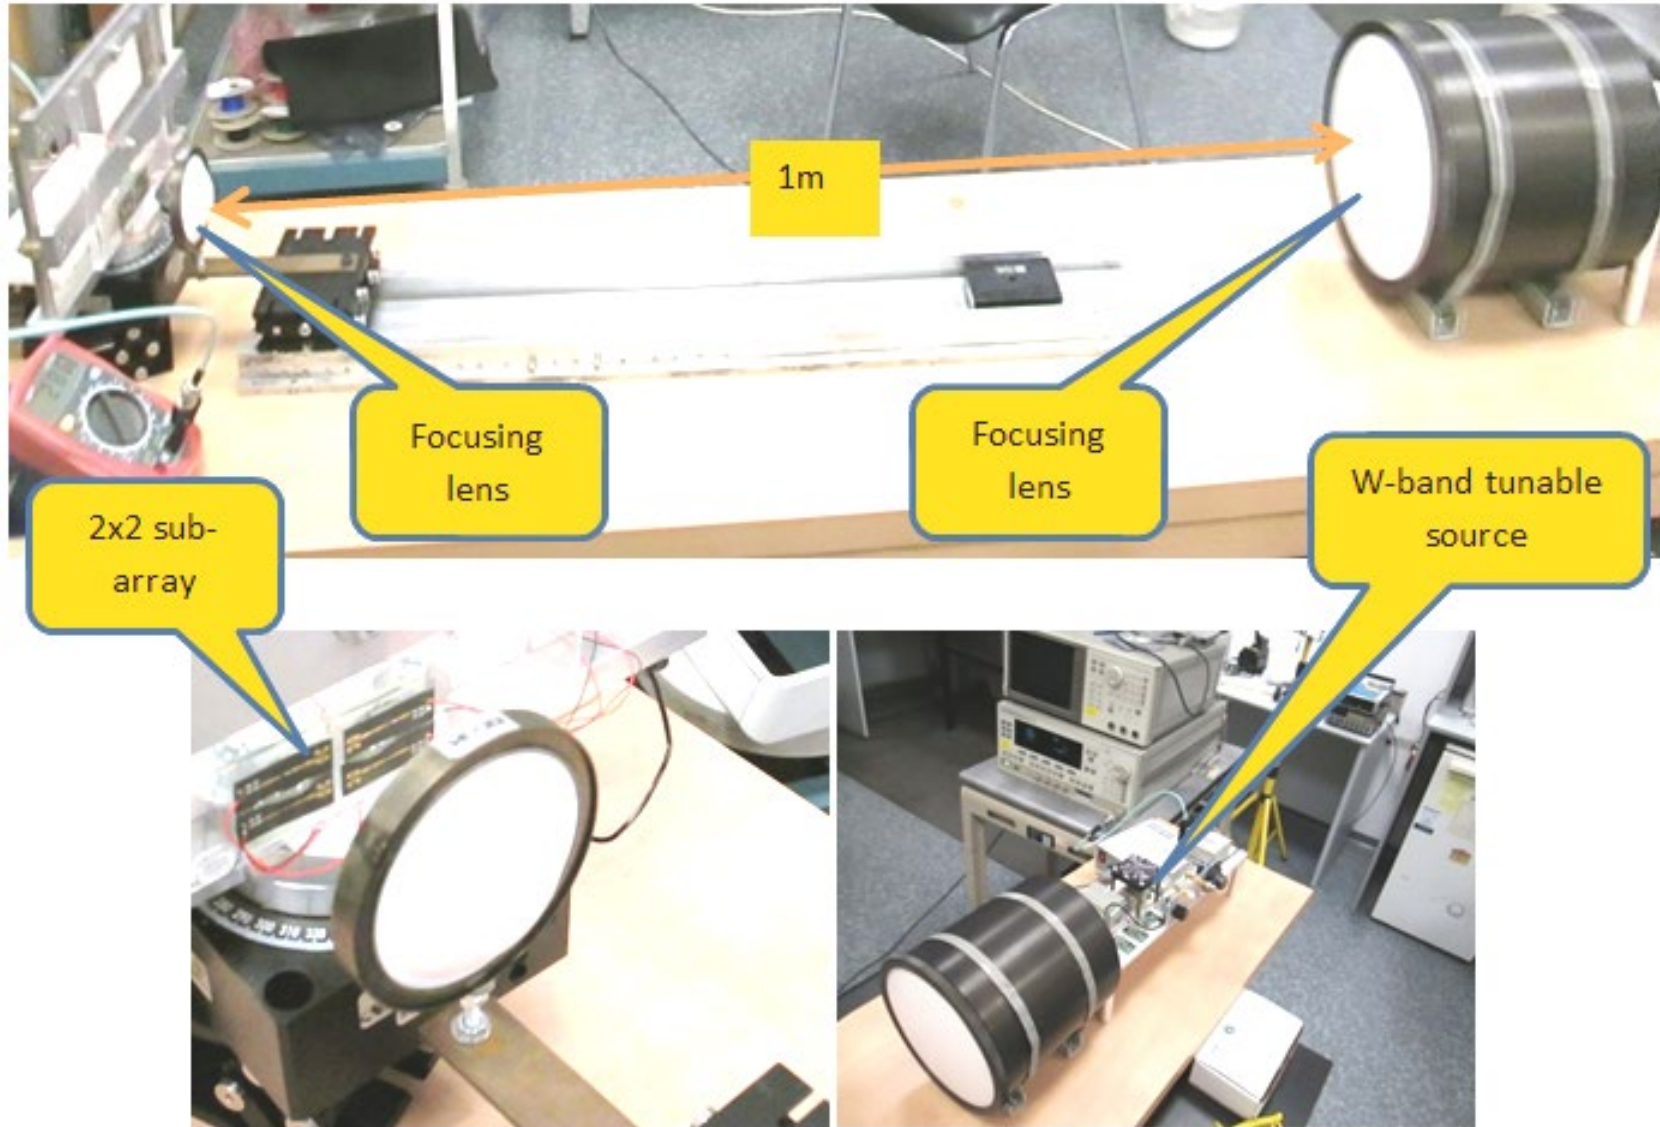 1m
Focusing
lens
Focusing
lens
W-band tunable
source
2x2 sub-
array